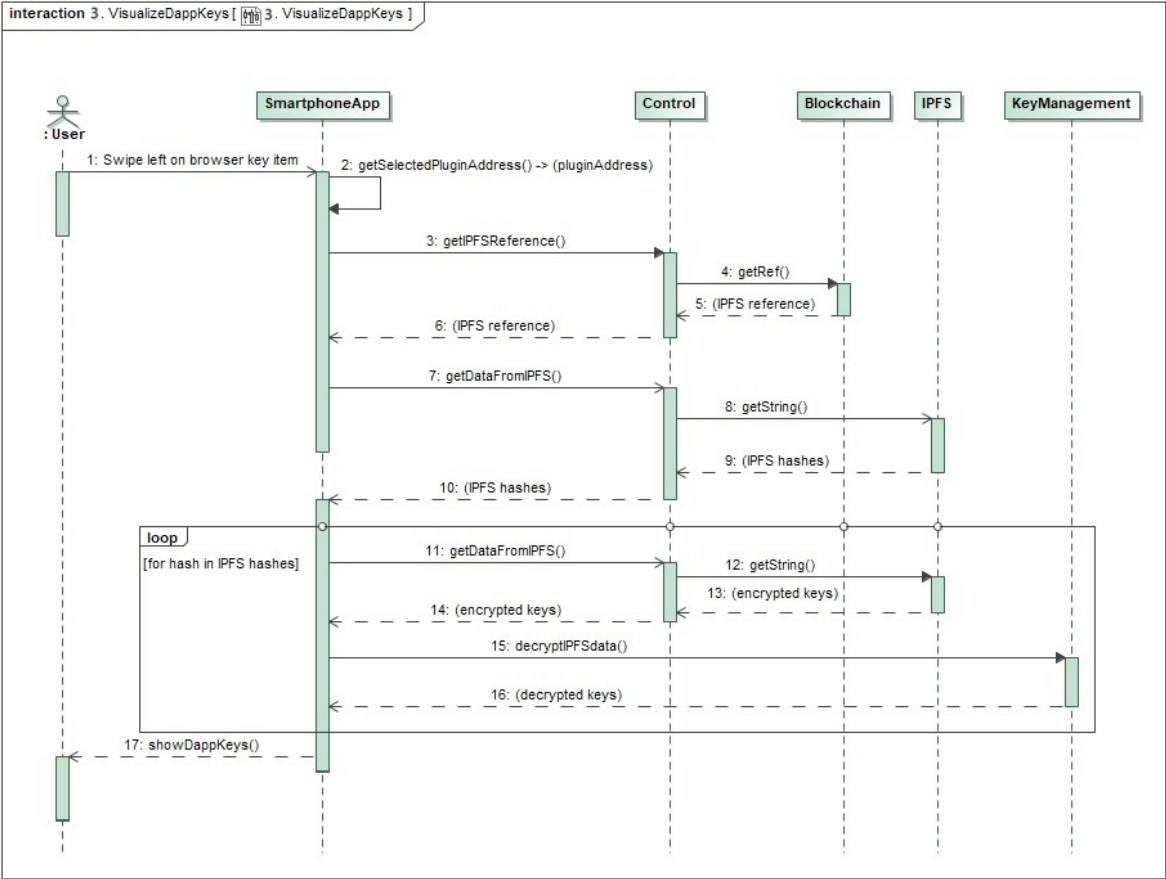 interaction 3. VisualizeDappKeys [ 3. VisualizeDappKeys ]
SmartphoneApp
Control
Blockchain
IPFS
KeyManagement
: User
1: Swipe left on browser key item
2: getSelectedPluginAddress() -> (pluginAddress)
3: getIPFSReference()
4: getRef()
5: (IPFS reference)
6: (IPFS reference)
7: getDataFromIPFS()
8: getString()
9: (IPFS hashes)
10: (IPFS hashes)
loop
[for hash in IPFS hashes]
11: getDataFromIPFS()
12: getString()
13: (encrypted keys)
14: (encrypted keys)
15: decryptIPFSdata()
16: (decrypted keys)
17: showDappKeys()